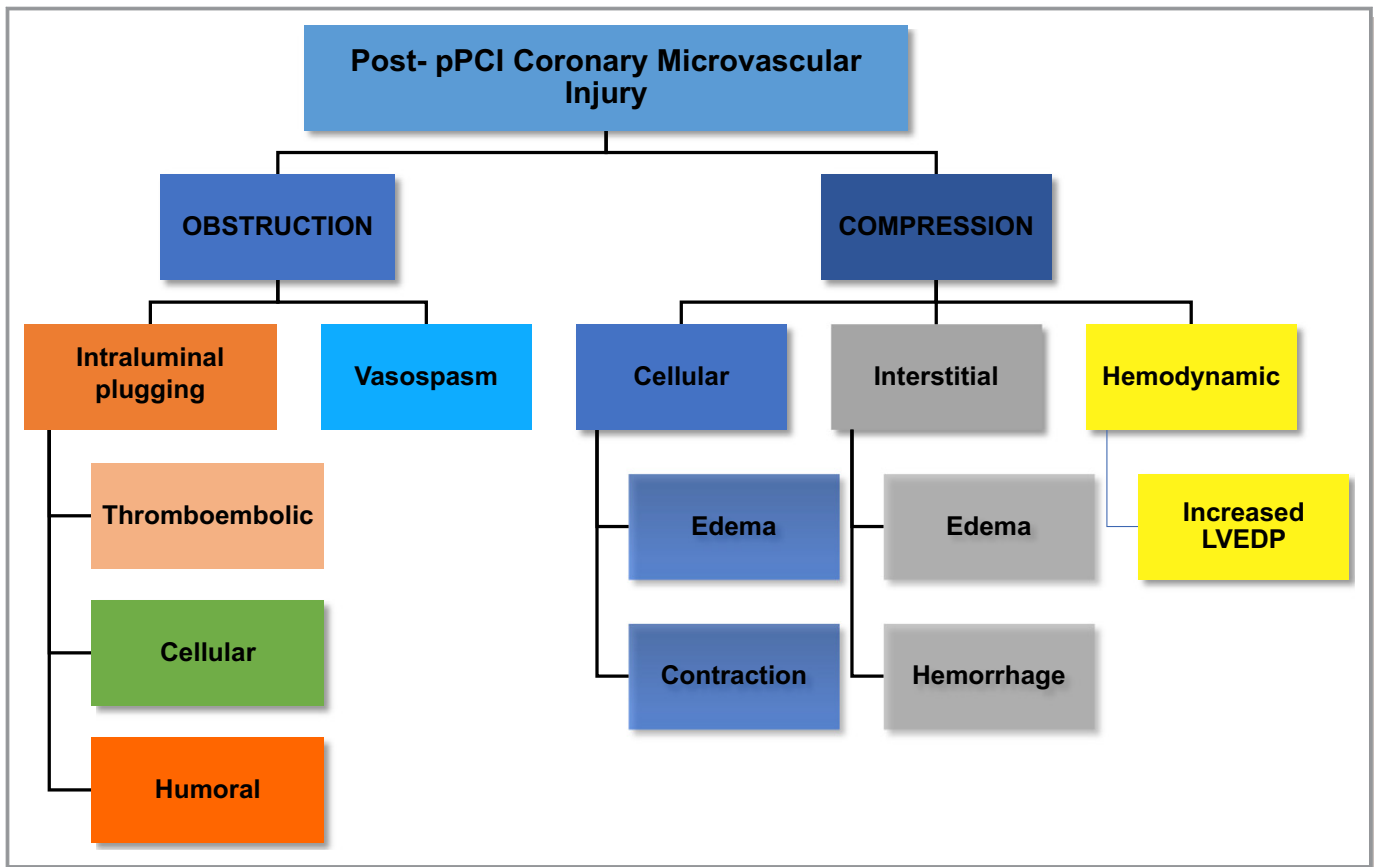 Post- pPCI Coronary Microvascular
Injury
OBSTRUCTION
COMPRESSION
Intraluminal
plugging
Vasospasm
Cellular
Interstitial
Hemodynamic
Thromboembolic
Edema
Edema
Increased
LVEDP
Cellular
Contraction
Hemorrhage
Humoral